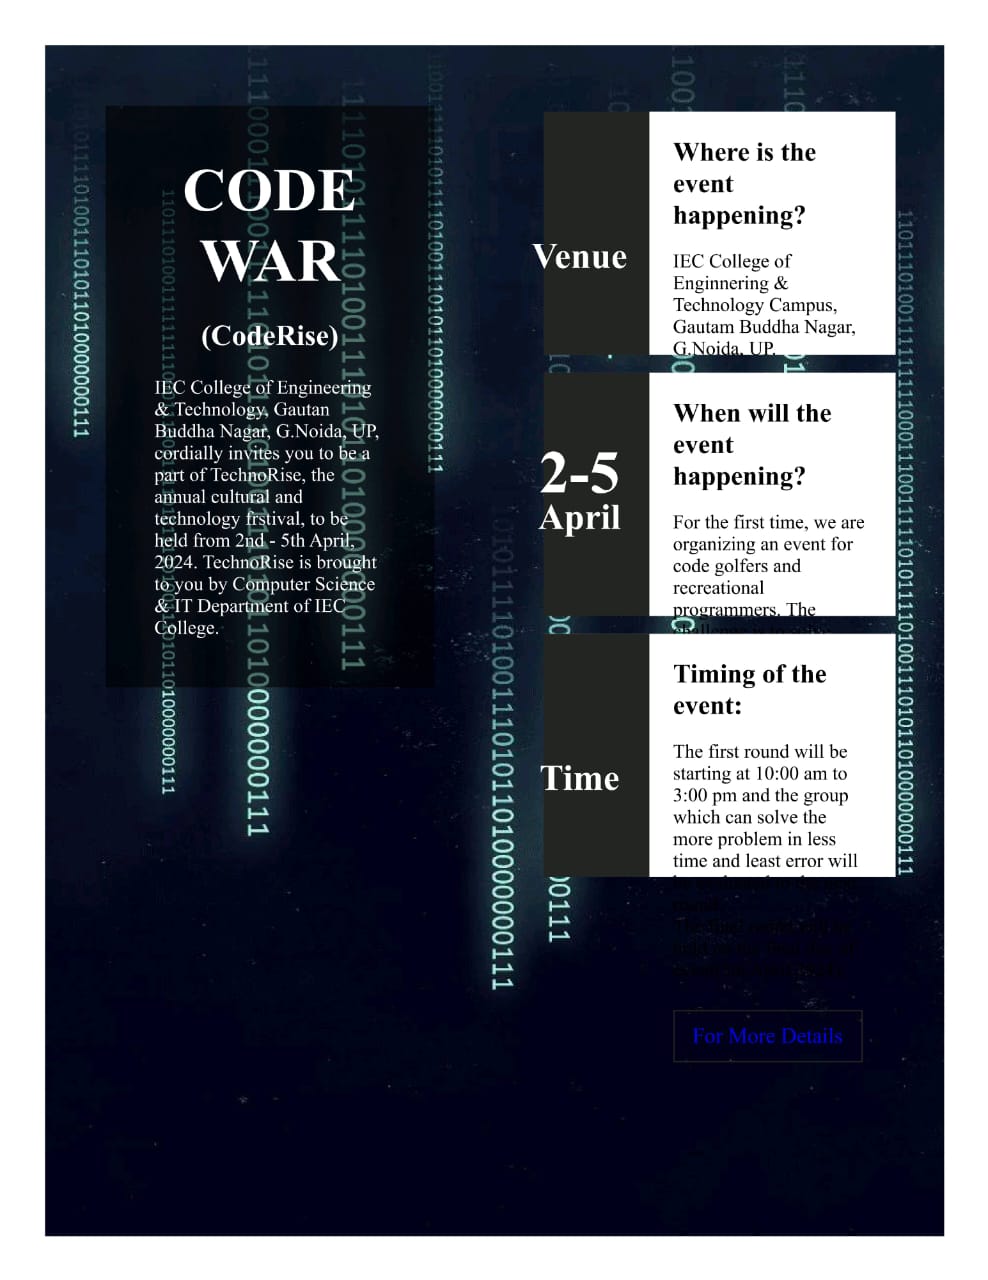 CODE
WAR
(CodeRise)
IEC College of Engineering
& Technology, Gautan
Buddha Nagar, G.Noida, UP,
cordially invites you to be a
part of TechnoRise, the
annual cultural and
technology frstival, to be
held from 2nd - 5th April,
2024. TechnoRise is brought
to you by Computer Science
& IT Department of IEC
College.
Venue
Where is the
event
happening?
IEC College of
Enginnering &
Technology Campus,
Gautam Buddha Nagar,
G.Noida, UP.
2-5
April
When will the
event
happening?
For the first time, we are
organizing an event for
code golfers and
recreational
programmers. The
Time
Timing of the
event:
The first round will be
starting at 10:00 am to
3:00 pm and the group
which can solve the
more problem in less
time and least error will
For More Details